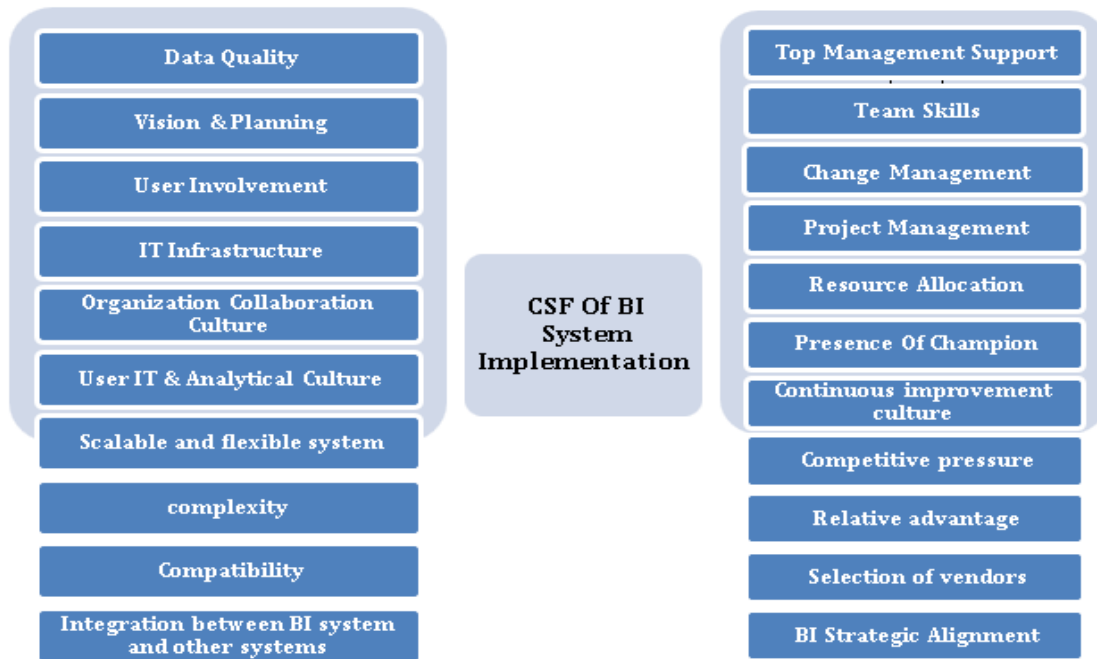 Data Quality
Vision & Planning
User Involvement
IT Infrastructure
Organization Collaboration
Culture
User IT & Analytical Culture
Scalable and flexible system
complexity
Compatibility
Integration between BI system
and other systems
CSF Of BI
System
Implementation
Top Management Support
Team Skills
Change Management
Project Management
Resource Allocation
Presence Of Champion
Continuous improvement
culture
Competitive pressure
Relative advantage
Selection of vendors
BI Strategic Alignment